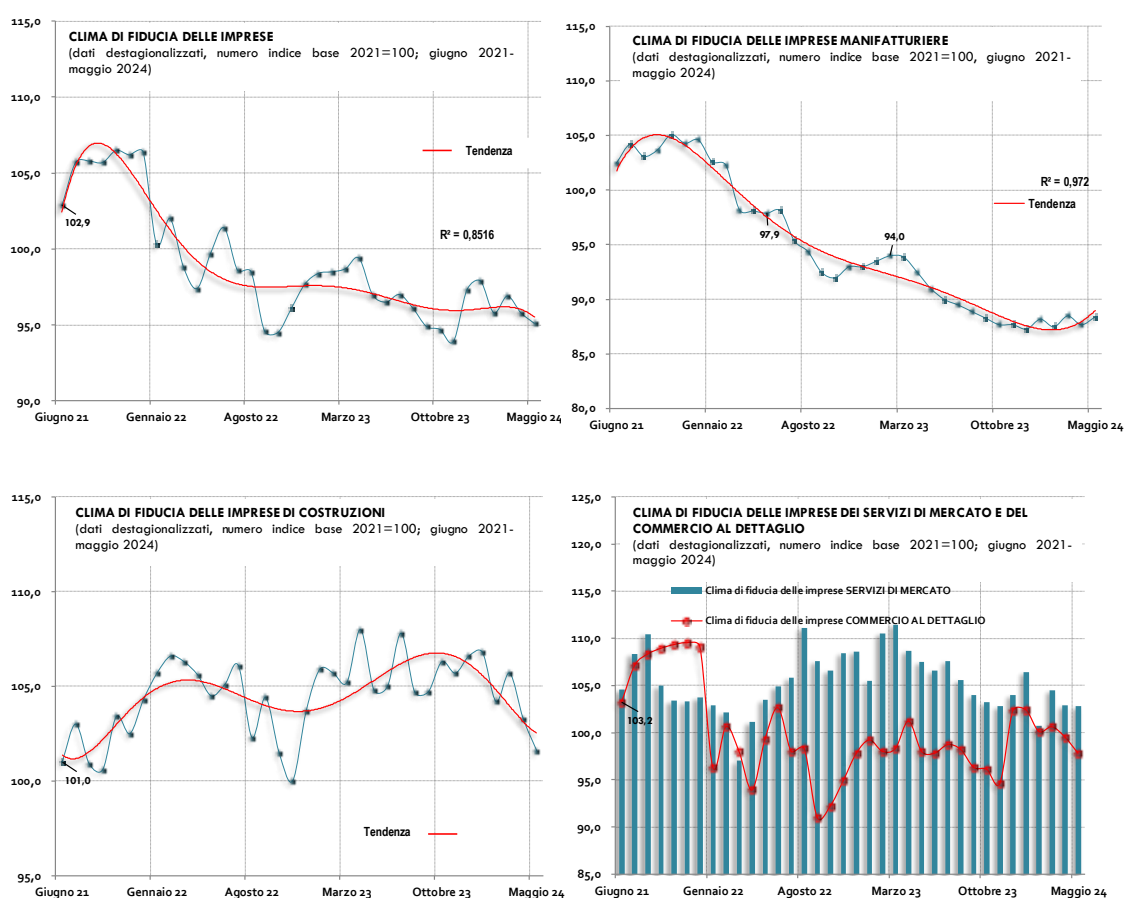 CLIMA DI FIDUCIA DELLE IMPRESE
(dati destagionalizzati, numero indice base 2021=100; giugno 2021-
maggio 2024)
115,0
110,0
105,0
100,0
95,0
90,0
102,9
Tendenza
R² = 0,8516
Giugno 21
Gennaio 22
Agosto 22
Marzo 23
Ottobre 23
Maggio 24
CLIMA DI FIDUCIA DELLE IMPRESE MANIFATTURIERE
(dati destagionalizzati, numero indice base 2021=100, giugno 2021-
maggio 2024)
115,0
110,0
105,0
100,0
95,0
90,0
85,0
80,0
R² = 0,972
Tendenza
97,9
94,0
Giugno 21
Gennaio 22
Agosto 22
Marzo 23
Ottobre 23
Maggio 24
CLIMA DI FIDUCIA DELLE IMPRESE DI COSTRUZIONI
(dati destagionalizzati, numero indice base 2021=100; giugno 2021-
maggio 2024)
115,0
110,0
105,0
100,0
95,0
101,0
Tendenza
Giugno 21
Gennaio 22
Agosto 22
Marzo 23
Ottobre 23
Maggio 24
CLIMA DI FIDUCIA DELLE IMPRESE DEI SERVIZI DI MERCATO E DEL
COMMERCIO AL DETTAGLIO
(dati destagionalizzati, numero indice base 2021=100; giugno 2021-
maggio 2024)
125,0
120,0
115,0
110,0
105,0
100,0
95,0
90,0
85,0
Clima di fiducia delle imprese SERVIZI DI MERCATO
Clima di fiducia delle imprese COMMERCIO AL DETTAGLIO
103,2
Giugno 21
Gennaio 22
Agosto 22
Marzo 23
Ottobre 23
Maggio 24